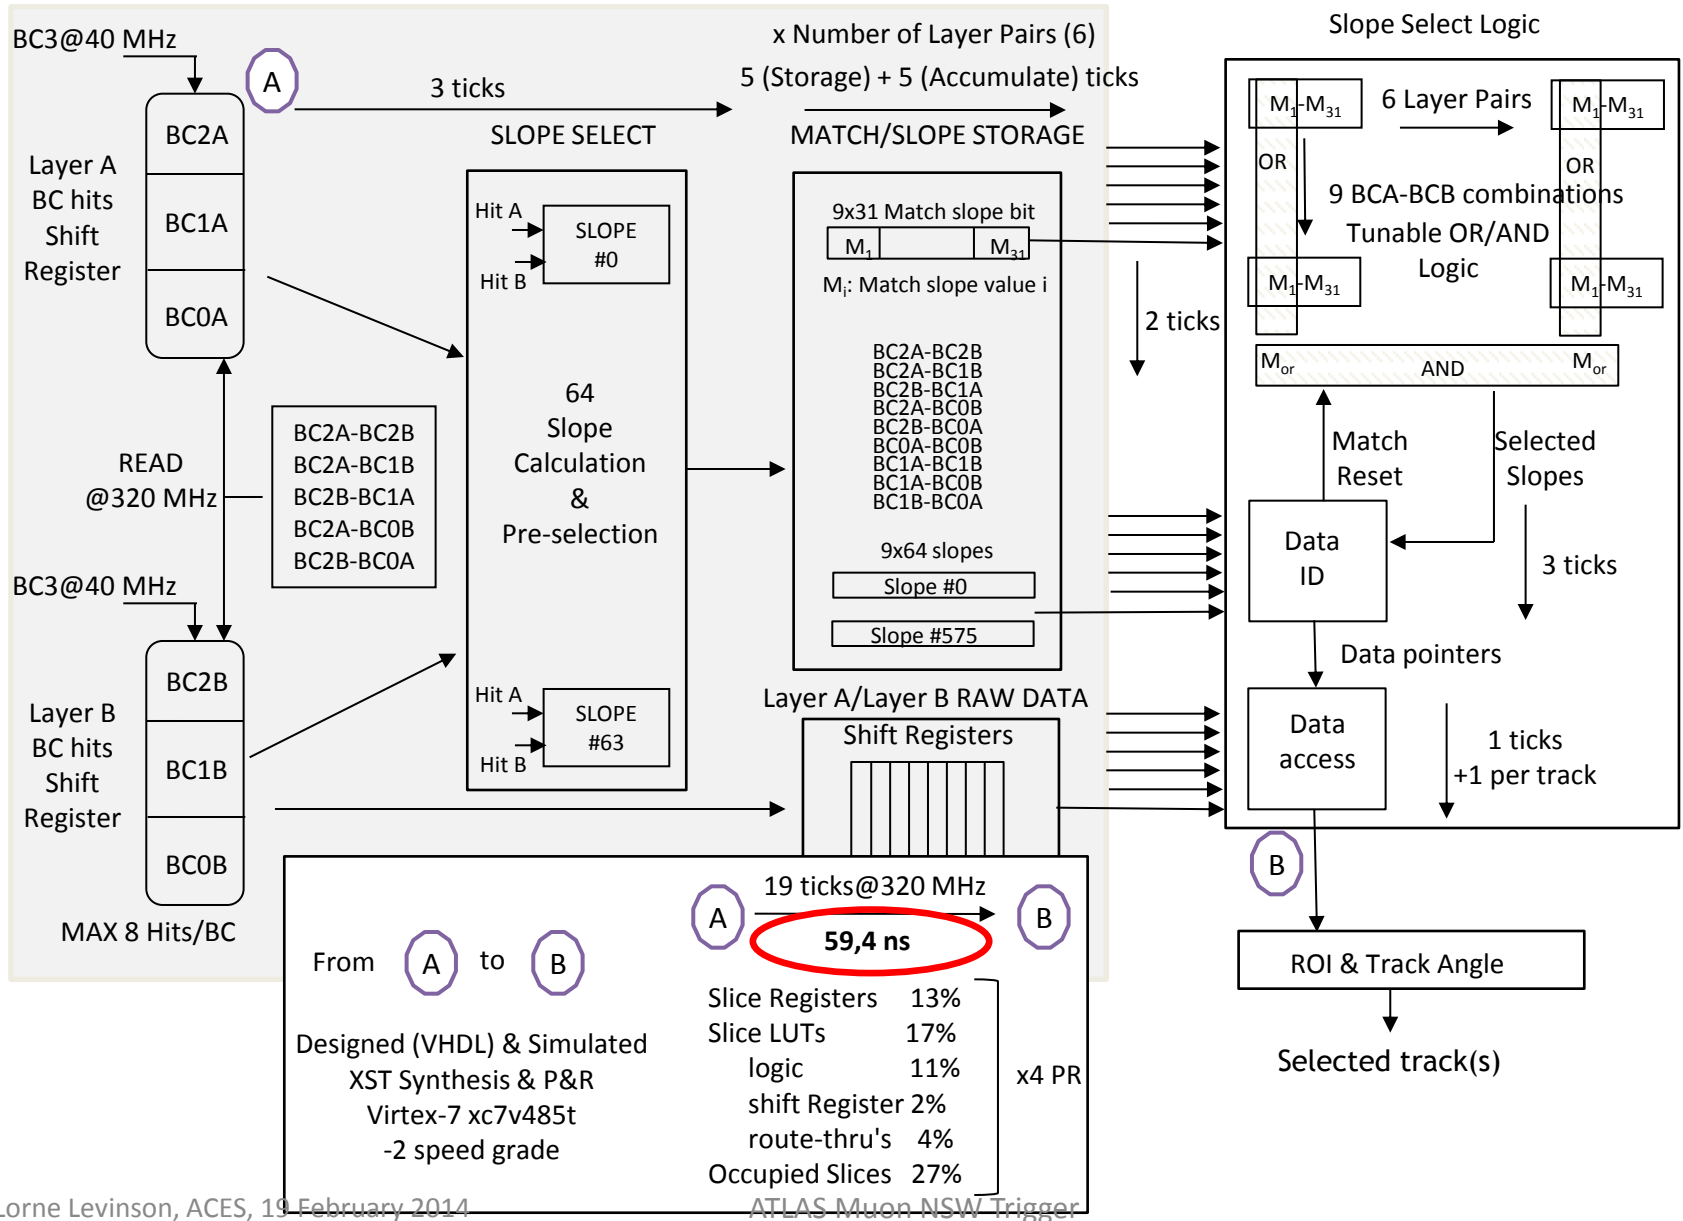 BC3@40 MHz
A
3 ticks
x Number of Layer Pairs (6)
5 (Storage) + 5 (Accumulate) ticks
SLOPE SELECT
MATCH/SLOPE STORAGE
Layer A
BC hits
Shift
Register
BC2A
BC1A
BC0A
Hit A
Hit B
SLOPE
#0
64
Slope
Calculation
&
Pre-selection
Hit A
Hit B
SLOPE
#63
READ
@320 MHz
BC2A-BC2B
BC2A-BC1B
BC2B-BC1A
BC2A-BC0B
BC2B-BC0A
BC3@40 MHz
Layer B
BC hits
Shift
Register
BC2B
BC1B
BC0B
MAX 8 Hits/BC
9x31 Match slope bit
M1 M31
Mi: Match slope value i
BC2A-BC2B
BC2A-BC1B
BC2B-BC1A
BC2A-BC0B
BC2B-BC0A
BC0A-BC0B
BC1A-BC1B
BC1A-BC0B
BC1B-BC0A
9x64 slopes
Slope #0
Slope #575
Layer A/Layer B RAW DATA
Shift Registers
2 ticks
Slope Select Logic
M1-M31
6 Layer Pairs
M1-M31
OR
OR
9 BCA-BCB combinations
Tunable OR/AND
Logic
M1-M31
M1-M31
Mor
AND
Mor
Match
Reset
Selected
Slopes
Data
ID
3 ticks
Data pointers
Data
access
1 ticks
+1 per track
B
ROI & Track Angle
Selected track(s)
From A to B
Designed (VHDL) & Simulated
XST Synthesis & P&R
Virtex-7 xc7v485t
-2 speed grade
19 ticks@320 MHz
A
B
59,4 ns
Slice Registers 13%
Slice LUTs 17%
logic 11%
shift Register 2%
route-thru's 4%
Occupied Slices 27%
x4 PR
Lorne Levinson, ACES, 19 February 2014
ATLAS Muon NSW Trigger